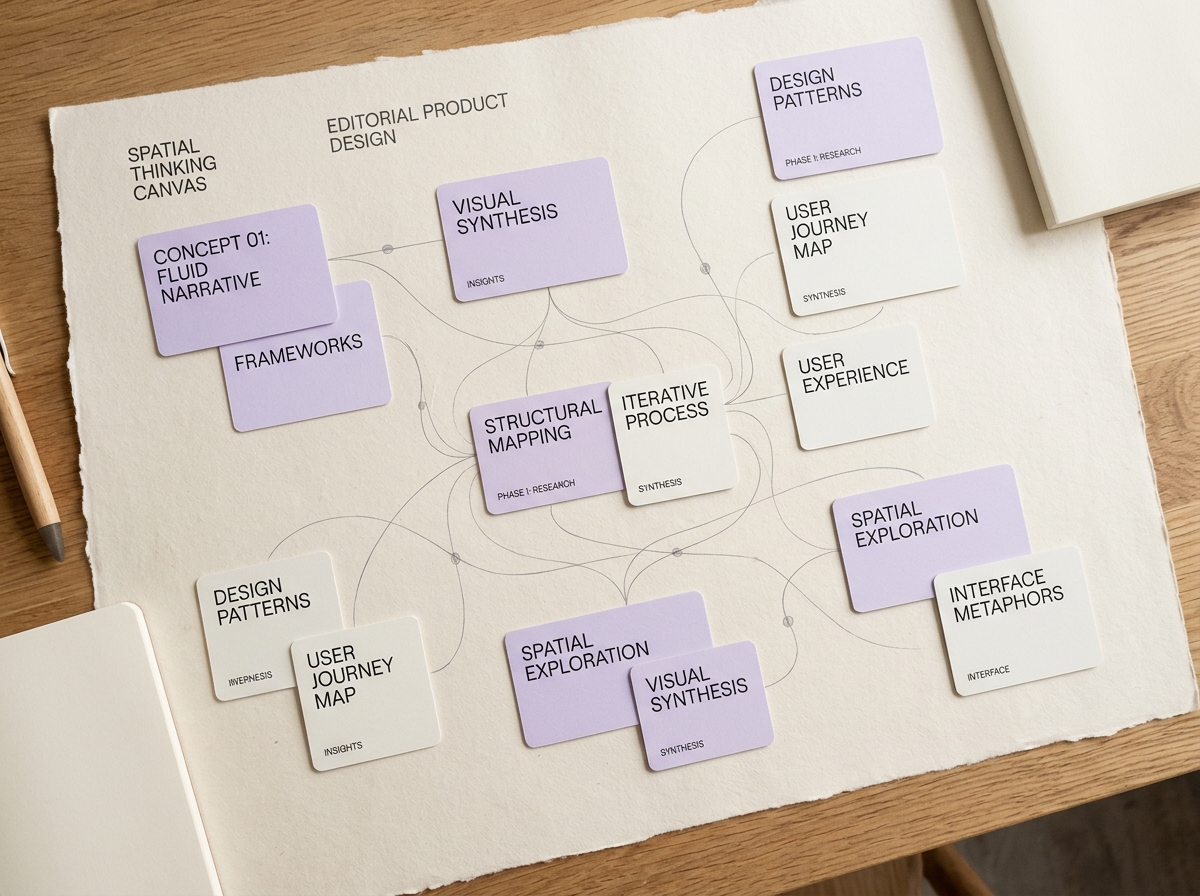 SPATIAL
THINKING
CANVAS
EDITORIAL PRODUCT
DESIGN
DESIGN
PATTERNS
PHASE 1: RESEARCH
VISUAL
SYNTHESIS
INSIGHTS
USER
JOURNEY
MAP
SYNTNESIS
CONCEPT 01:
FLUID
NARRATIVE
FRAMEWORKS
USER
EXPERIENCE
STRUCTURAL
MAPPING
PHASE 1: RESEARCH
ITERATIVE
PROCESS
SYNTHESIS
SPATIAL
EXPLORATION
INTERFACE
METAPHORS
INTERFACE
DESIGN
PATTERNS
USER
JOURNEY
MAP
INSIGHTS
SPATIAL
EXPLORATION
VISUAL
SYNTHESIS
SYNTHESIS